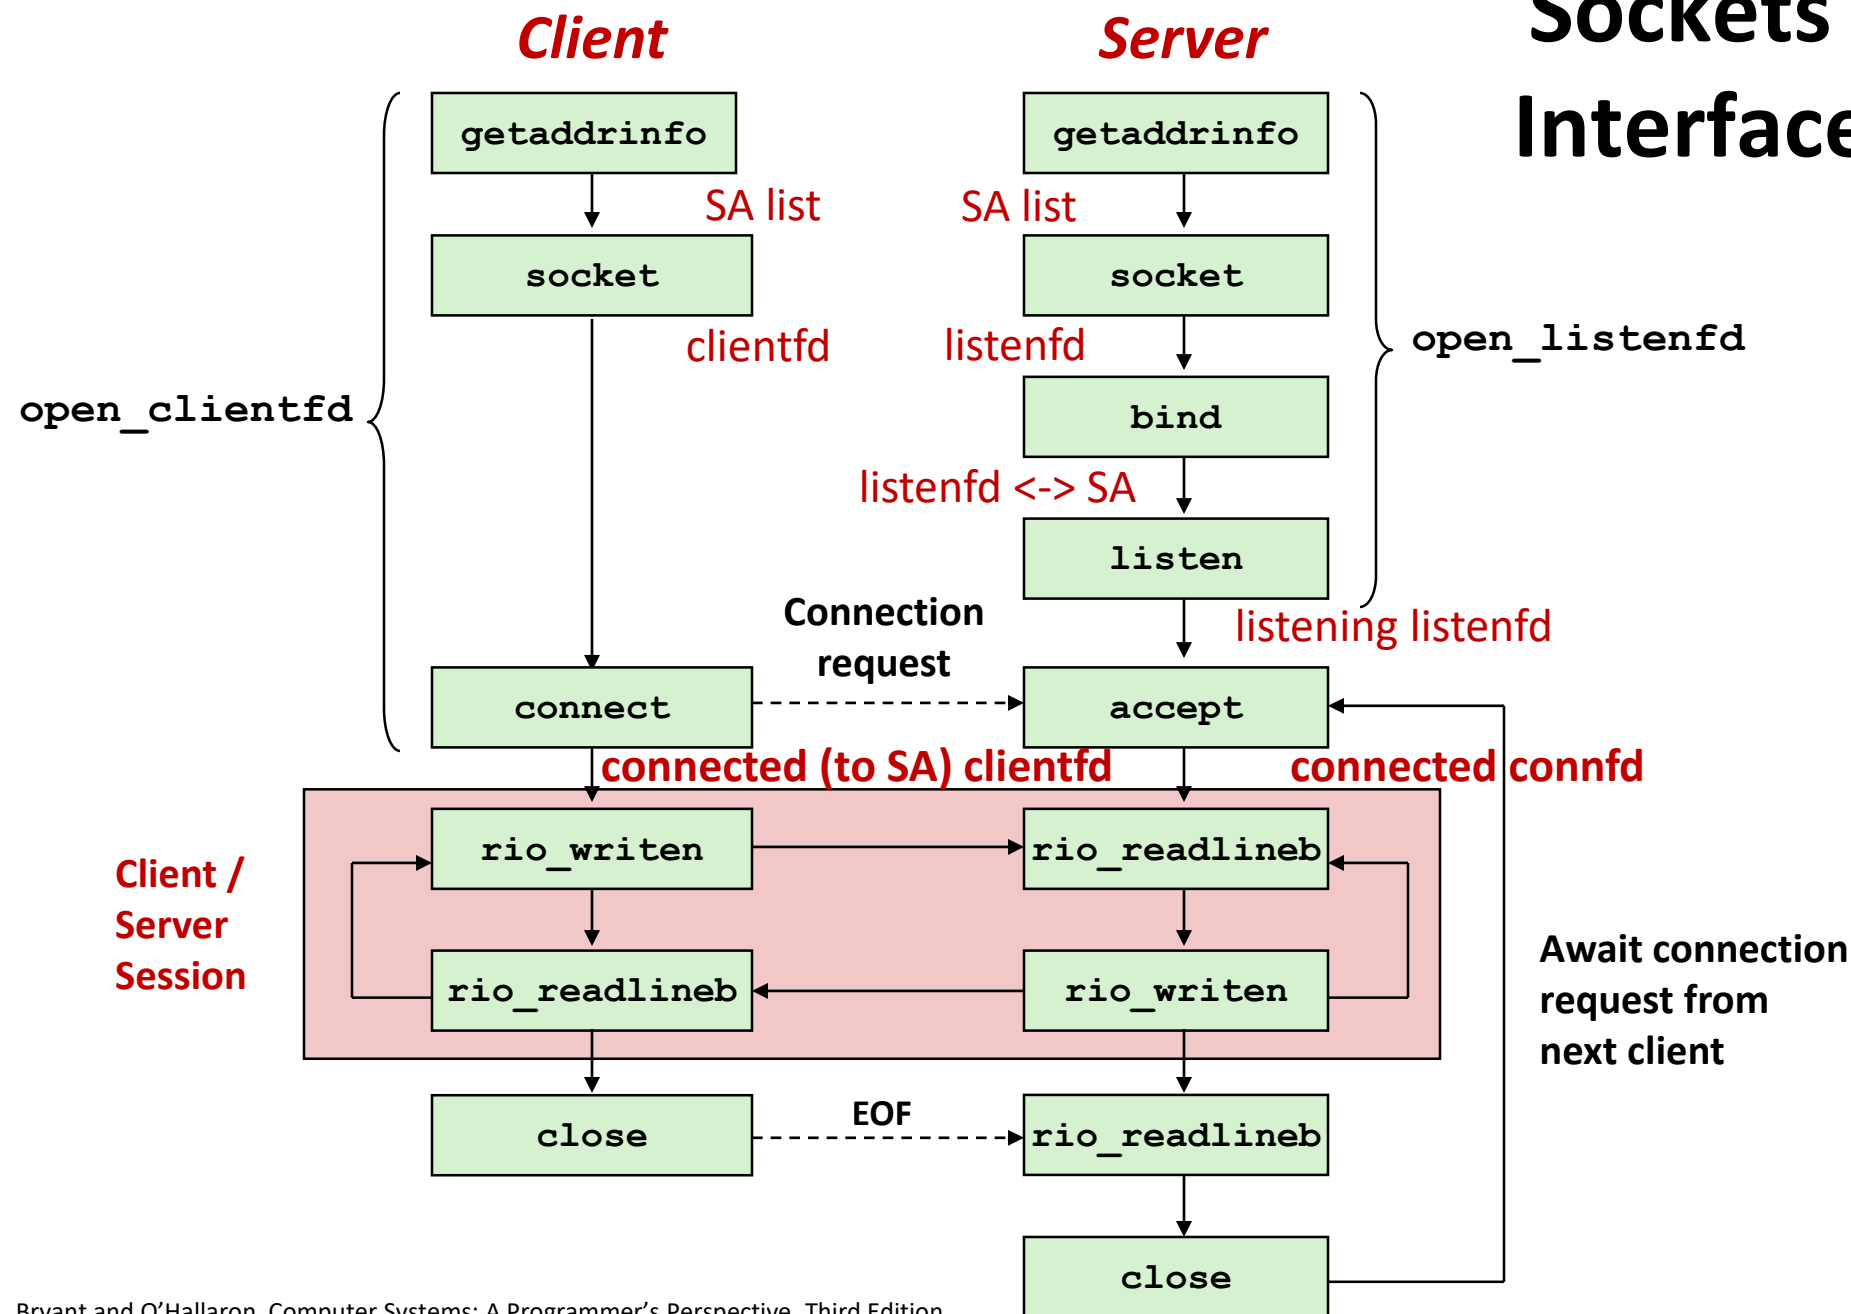 Sockets
Interface
Client
Server
getaddrinfo
getaddrinfo
SA list
SA list
socket
socket
clientfd
listenfd
open_listenfd
open_clientfd
bind
listenfd <-> SA
listen
Connection
request
listening listenfd
connect
accept
connected (to SA) clientfd
connected connfd
Client /
Server
Session
rio_writen
rio_readlineb
rio_readlineb
rio_writen
Await connection
request from
next client
close
EOF
rio_readlineb
close
Bryant and O'Hallaron, Computer Systems: A Programmer's Perspective, Third Edition